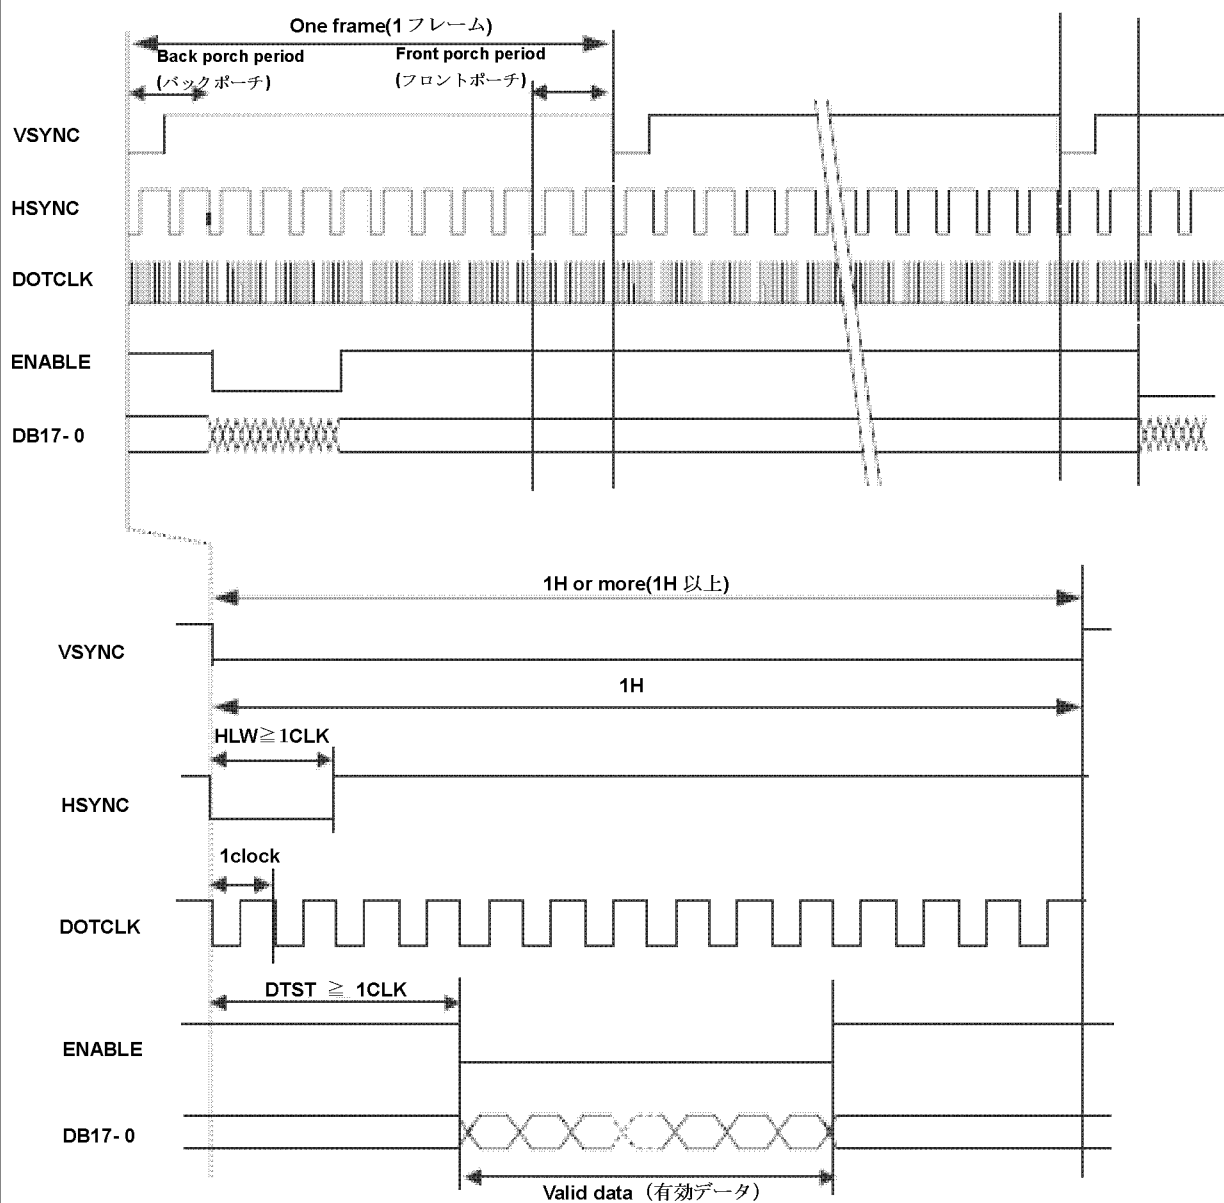 One frame(1フレーム)
Back porch period
(バックポーチ)
Front porch period
(フロントポーチ)
VSYNC
HSYNC
DOTCLK
ENABLE
DB17-0
1H or more(1H 以上)
VSYNC
1H
HLW≧1CLK
HSYNC
1clock
DOTCLK
DTST ≧ 1CLK
ENABLE
DB17-0
Valid data (有効データ)